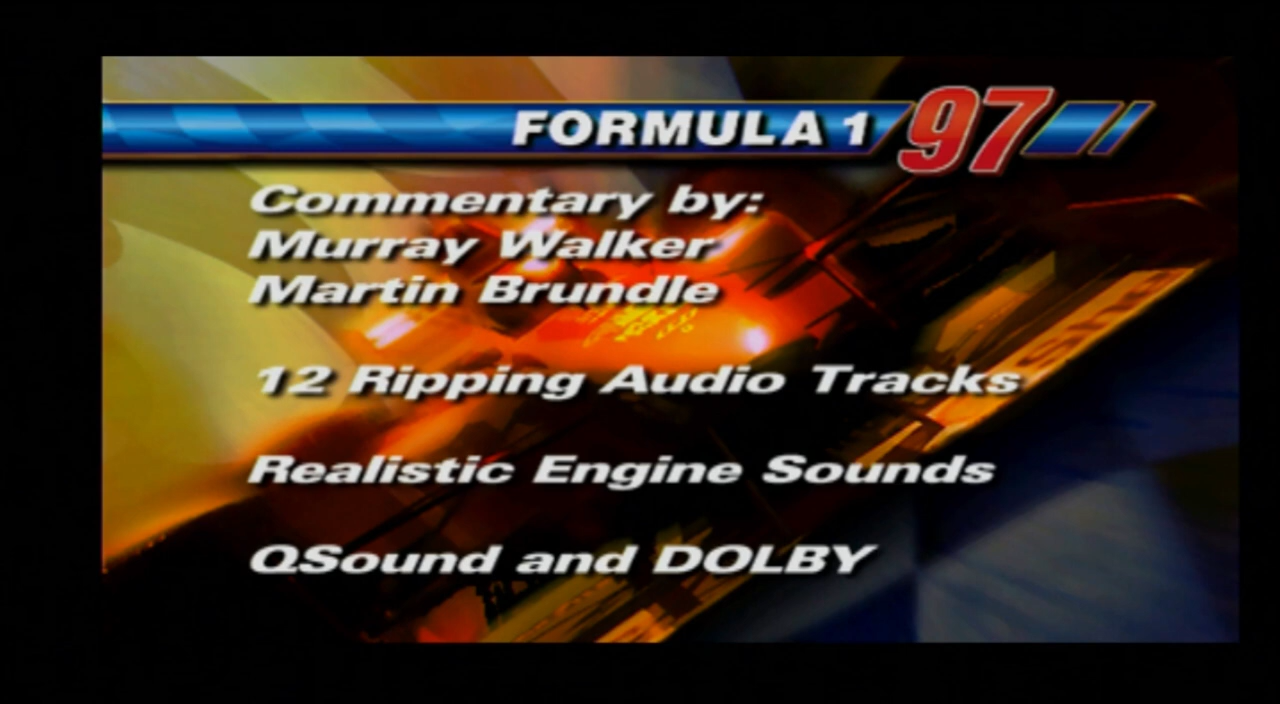 FORMULA 1 97
Commentary by:
Murray Walker
Martin Brundle
12 Ripping Audio Tracks
Realistic Engine Sounds
QSound and DOLBY